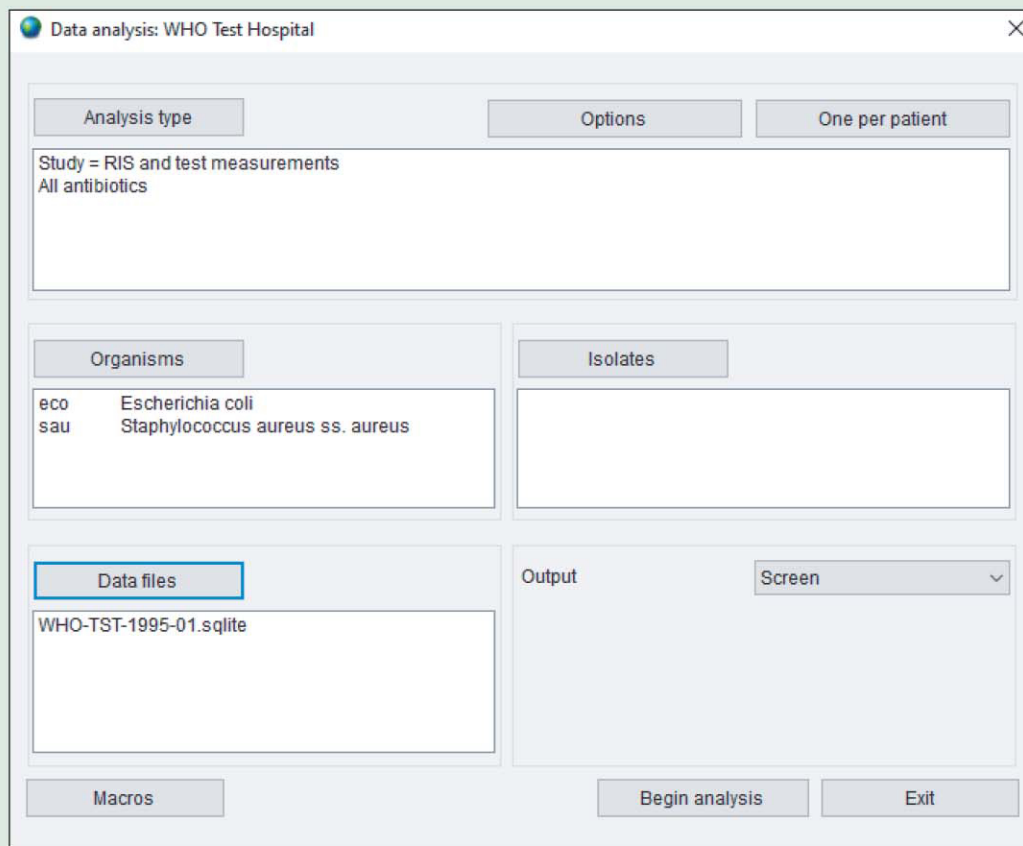 Data analysis: WHO Test Hospital
Analysis type
Options
One per patient
Study = RIS and test measurements
All antibiotics
Organisms
eco Escherichia coli
sau Staphylococcus aureus ss. aureus
Isolates
Data files
WHO-TST-1995-01.sqlite
Output
Screen
Macros
Begin analysis
Exit